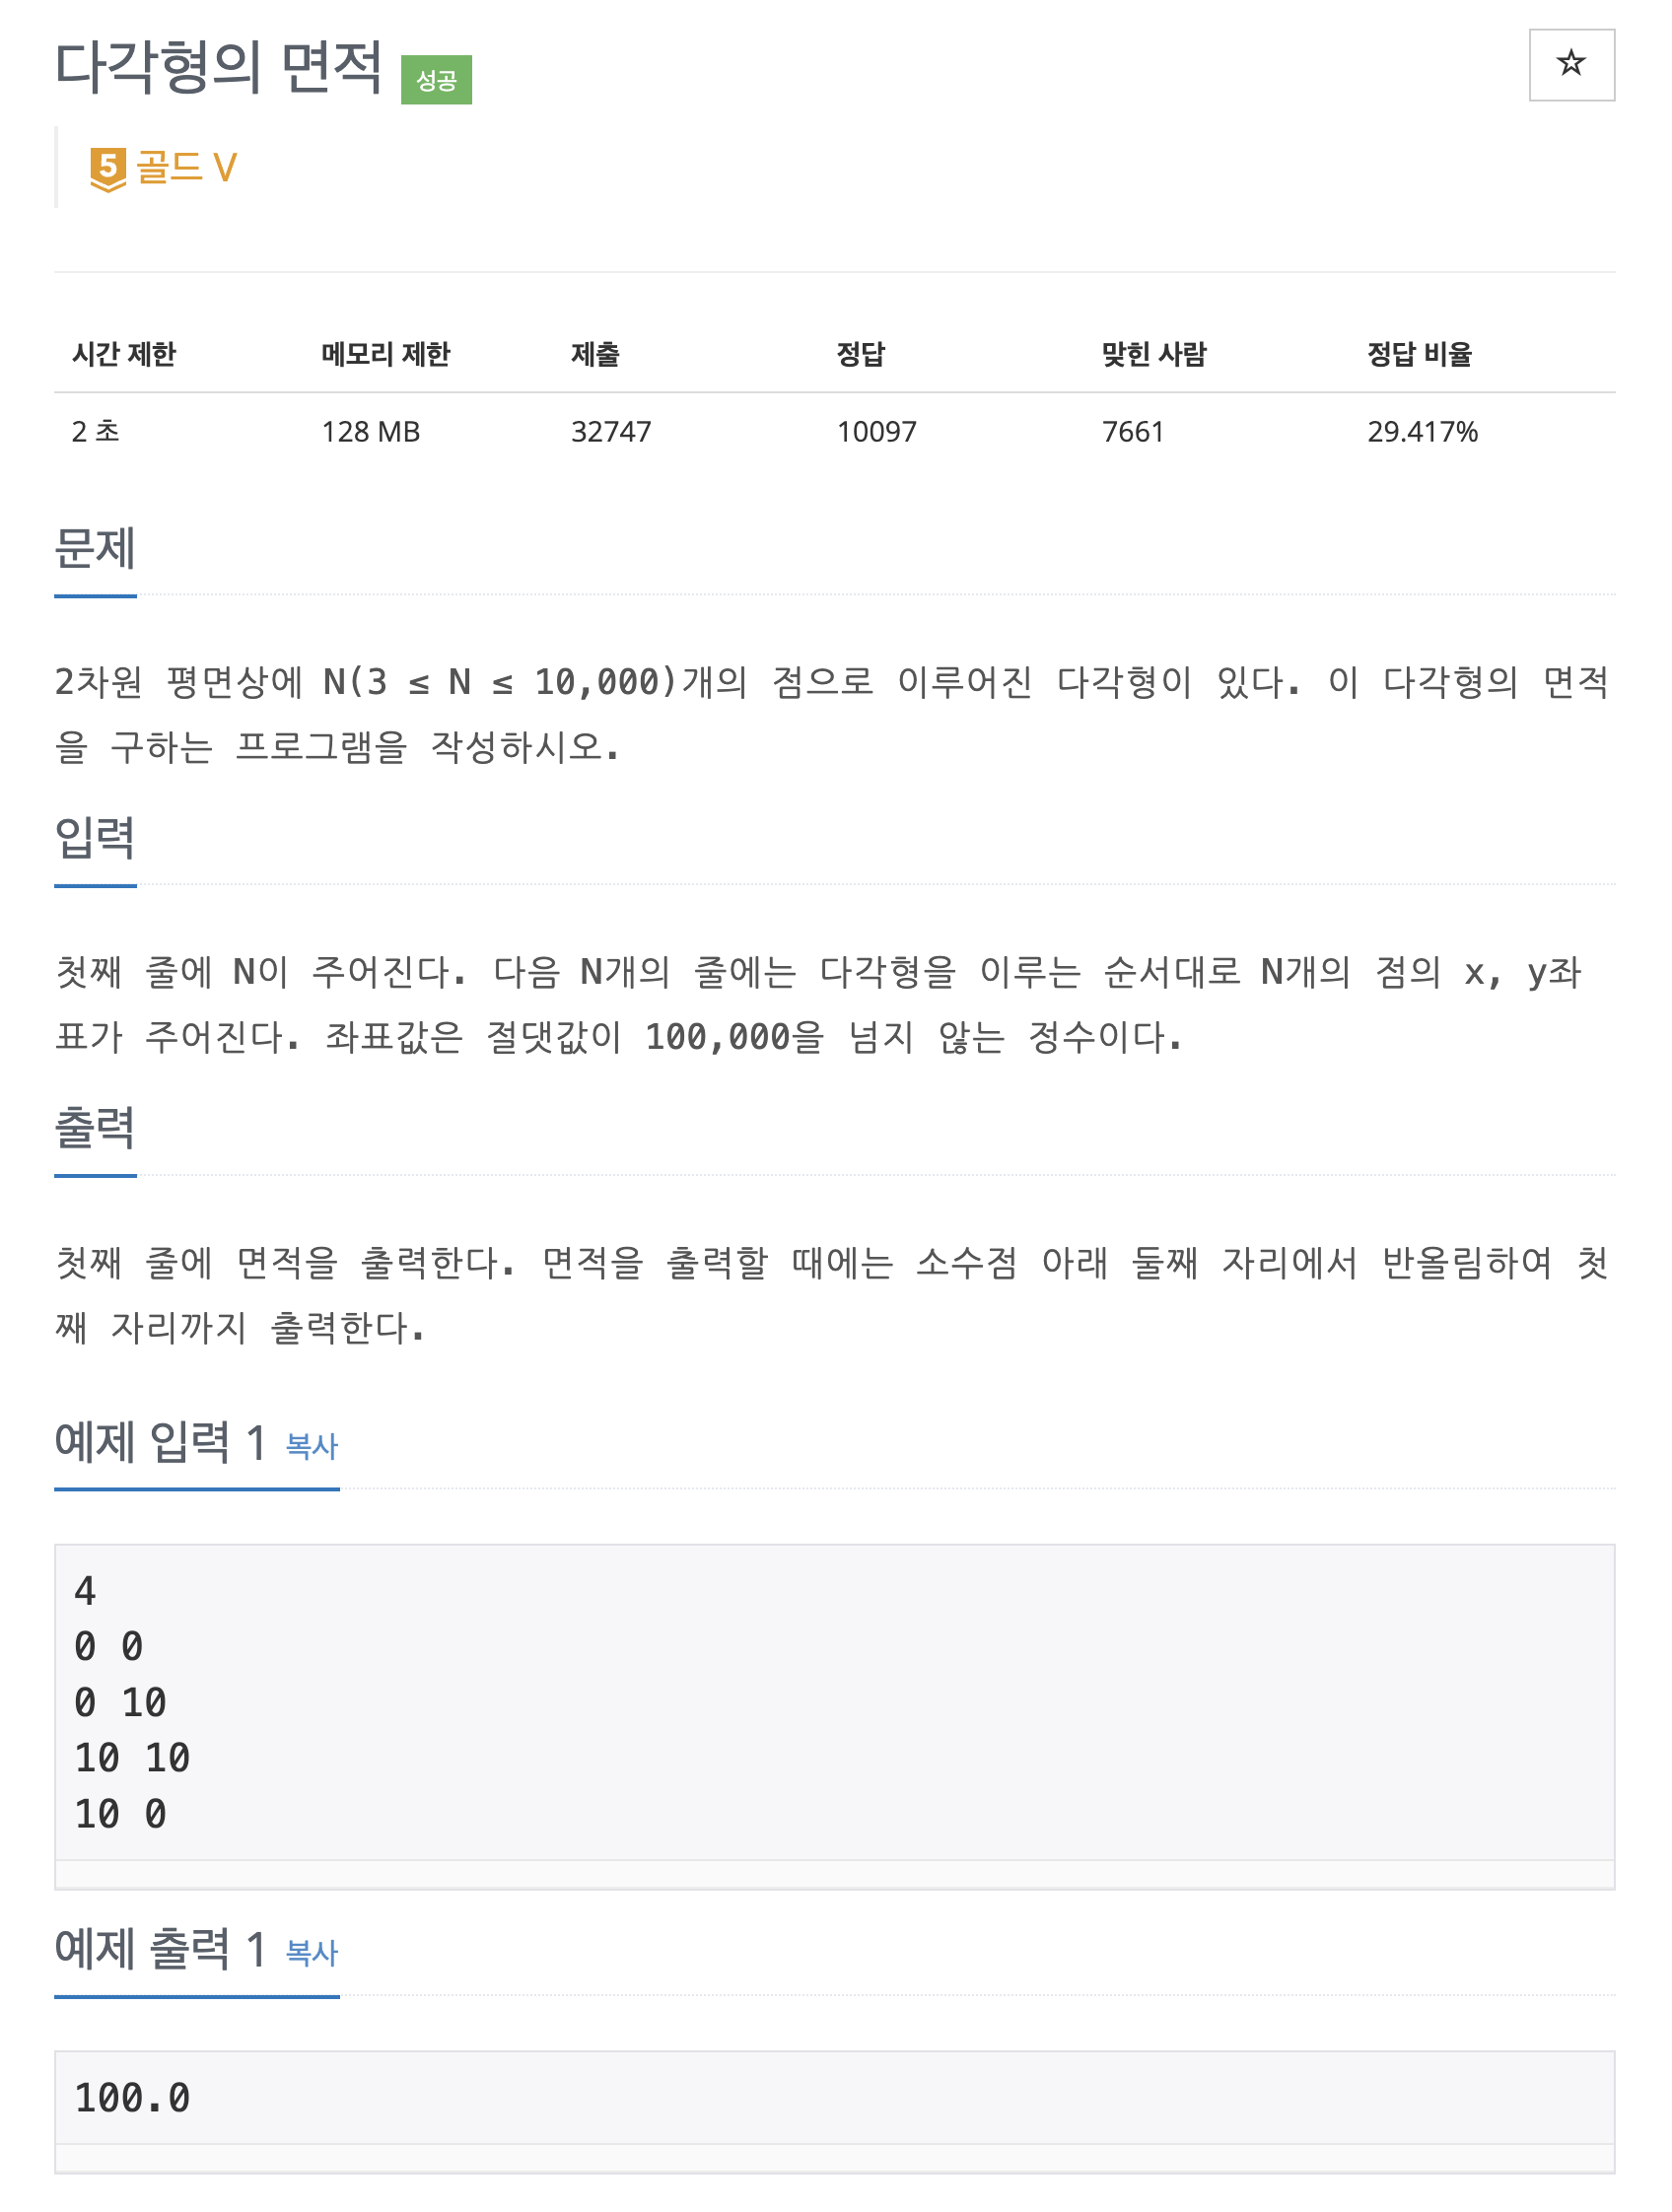 다각형의 면적 성공
☆
5 골드 V
시간 제한 메모리 제한 제출 정답 맞힌 사람 정답 비율
2 초 128 MB 32747 10097 7661 29.417%
문제
2차원 평면상에 N(3 ≤ N ≤ 10,000)개의 점으로 이루어진 다각형이 있다. 이 다각형의 면적
을 구하는 프로그램을 작성하시오.
입력
첫째 줄에 N이 주어진다. 다음 N개의 줄에는 다각형을 이루는 순서대로 N개의 점의 x, y좌
표가 주어진다. 좌표값은 절댓값이 100,000을 넘지 않는 정수이다.
출력
첫째 줄에 면적을 출력한다. 면적을 출력할 때에는 소수점 아래 둘째 자리에서 반올림하여 첫
째 자리까지 출력한다.
예제 입력 1 복사
4
0 0
0 10
10 10
10 0
예제 출력 1 복사
100.0